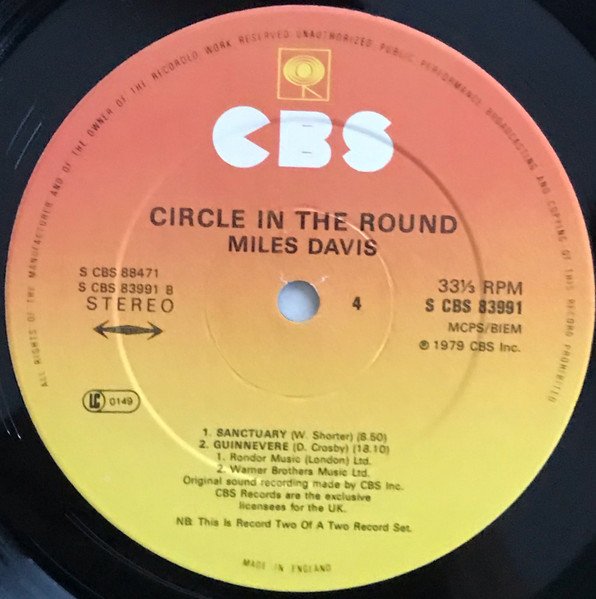 ALL RIGHTS OF THE MANUFACTURER AND OF THE OWNER OF THE RECORDED WORK RESERVED UNAUTHORIZED PUBLIC PERFORMANCE BROADCASTING AND COPYING OF THIS RECORD PROHIBITED
CBS
CIRCLE IN THE ROUND
MILES DAVIS
S CBS 88471
S CBS 83991 B
STEREO
4
33⅓ RPM
S CBS 83991
MCPS/BIEM
℗ 1979 CBS Inc.
LC 0149
1. SANCTUARY (W. Shorter) (8.50)
2. GUINNEVERE (D. Crosby) (18.10)
1. Rondor Music (London) Ltd.
2. Warner Brothers Music Ltd.
Original sound recording made by CBS Inc.
CBS Records are the exclusive
licensees for the UK.
NB: This Is Record Two Of A Two Record Set.
MADE IN ENGLAND